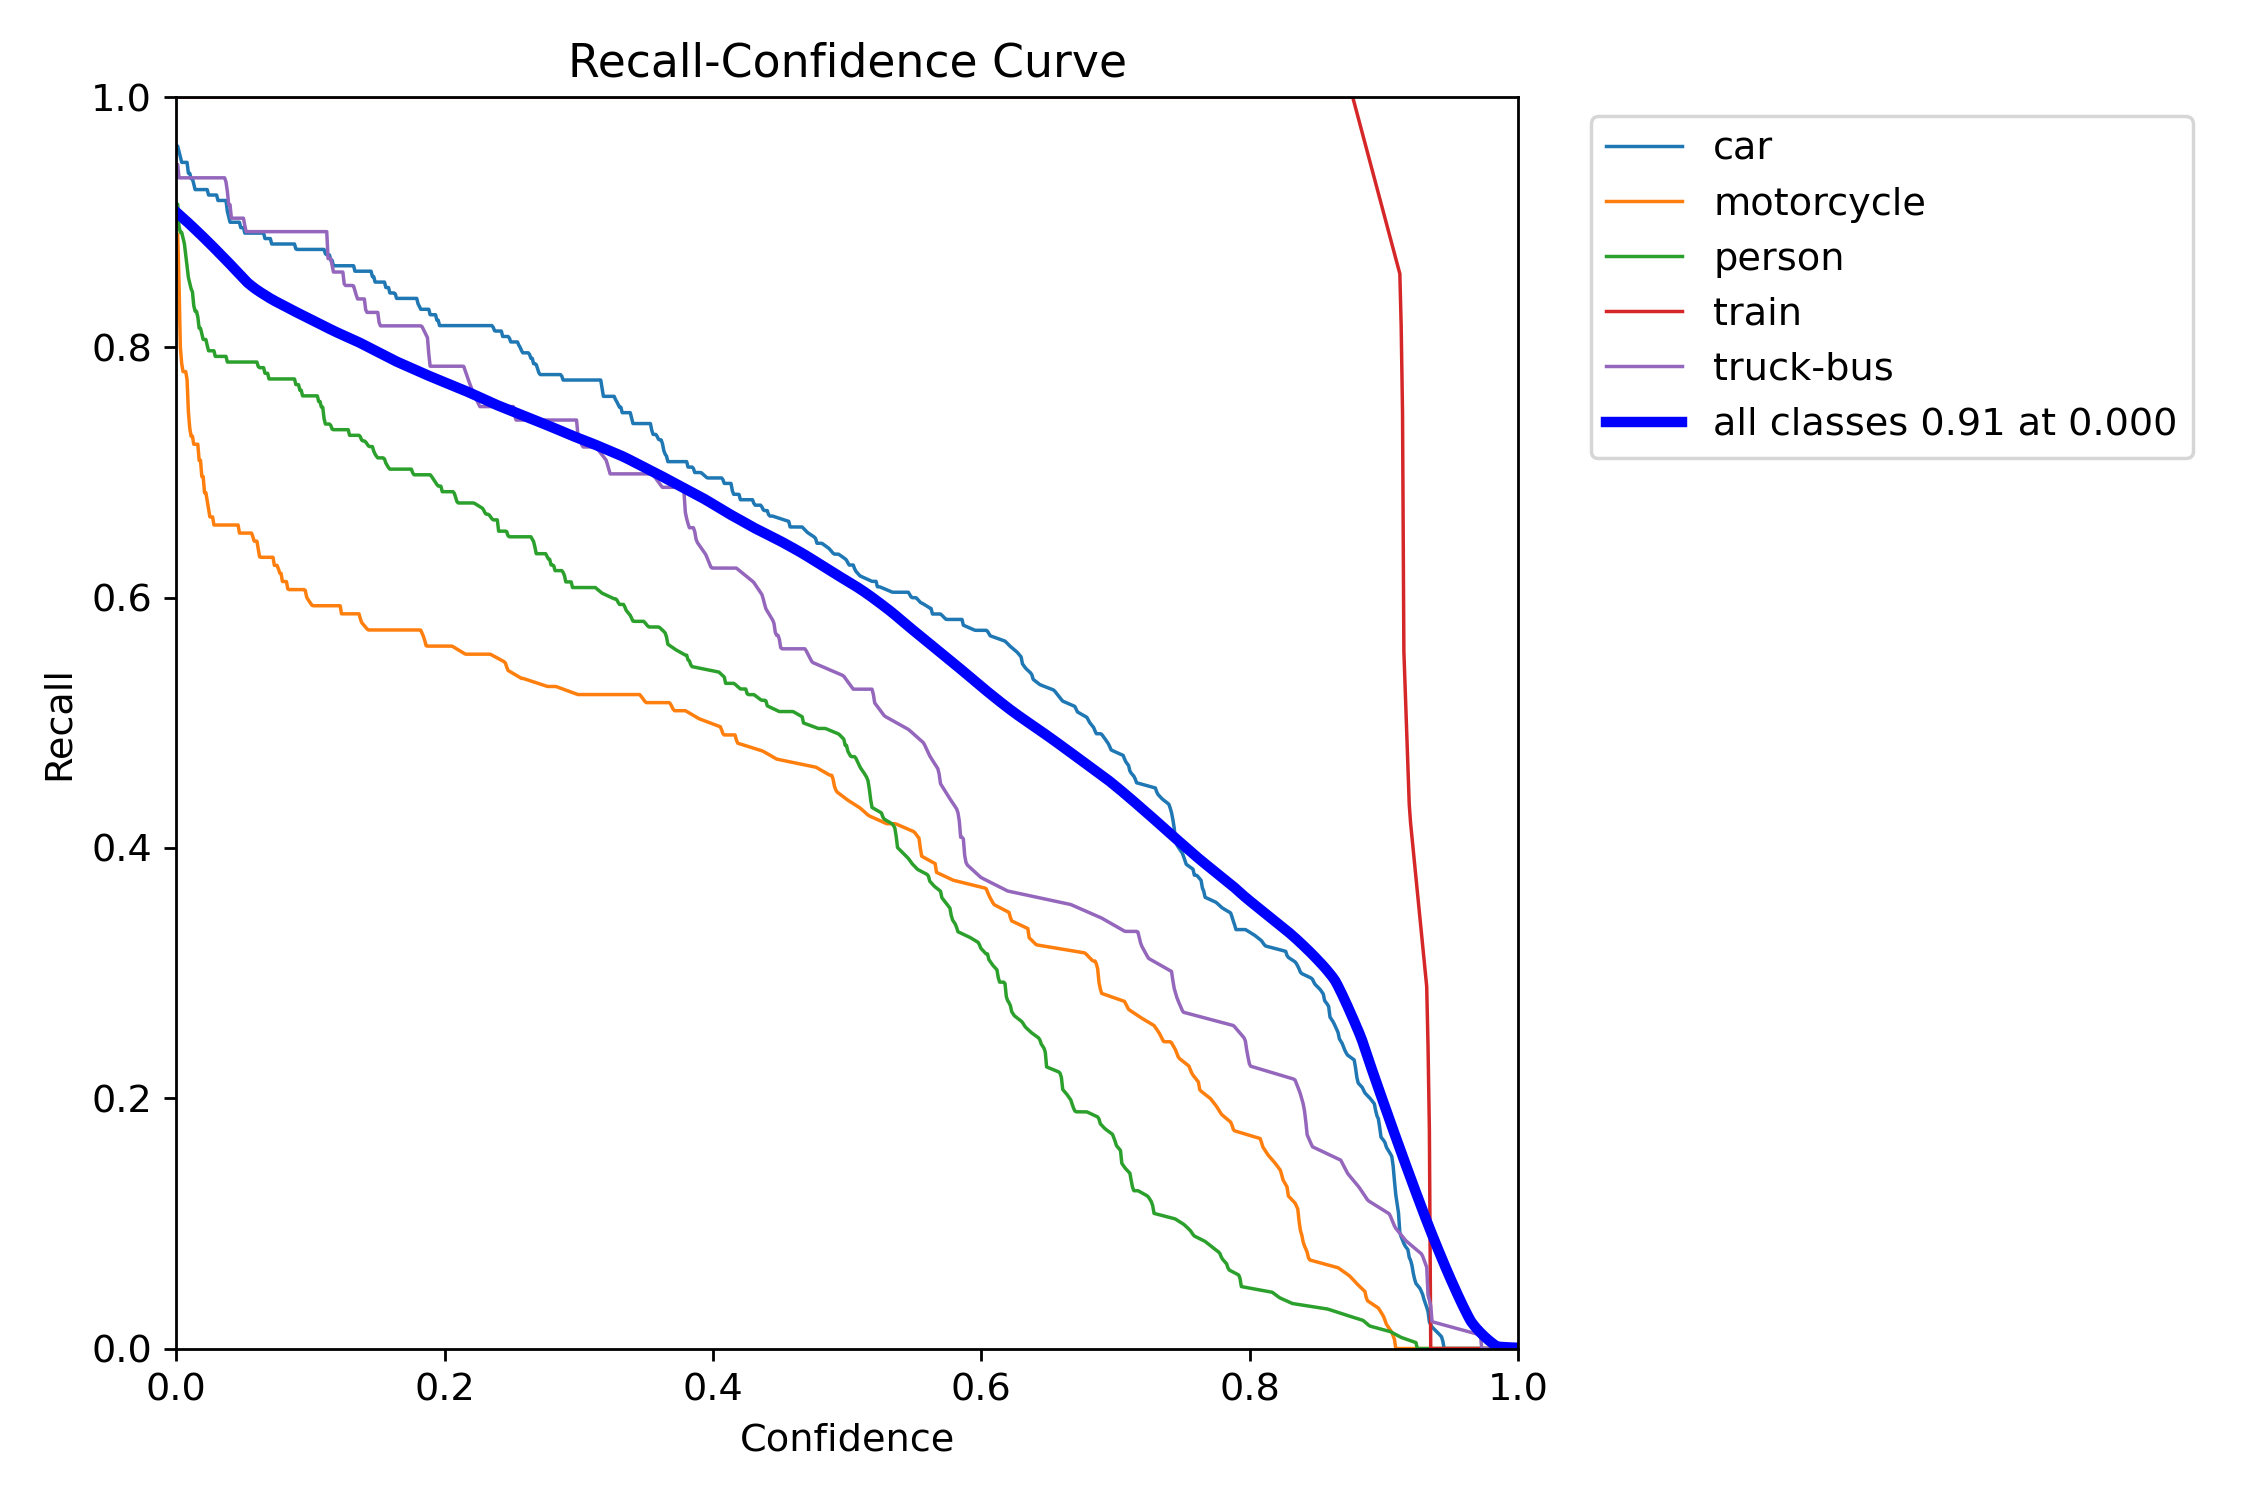 Recall-Confidence Curve
1.0
0.8
0.6
0.4
0.2
0.0
Recall
0.0 0.2 0.4 0.6 0.8 1.0
Confidence
car
motorcycle
person
train
truck-bus
all classes 0.91 at 0.000